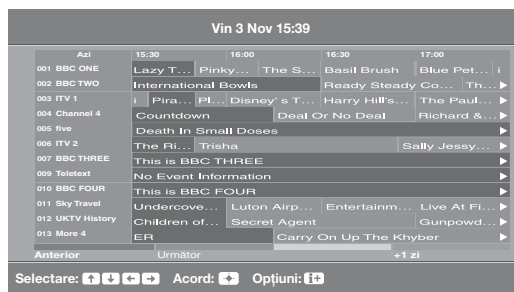 Vin 3 Nov 15:39
Azi 15:30 16:00 16:30 17:00
001 BBC ONE Lazy T... Pinky... The S... Basil Brush Blue Pet... i
002 BBC TWO International Bowls Ready Steady Co... Th...
003 ITV 1 i Pira... Pl... Disney's T... Harry Hill's... The Paul...
004 Channel 4 Countdown Deal Or No Deal Richard &...
005 five Death In Small Doses
006 ITV 2 The Ri... Trisha Sally Jessy...
007 BBC THREE This is BBC THREE
009 Teletext No Event Information
010 BBC FOUR This is BBC FOUR
011 Sky Travel Undercove... Luton Airp... Entertainm... Live At Fi...
012 UKTV History Children of... Secret Agent Gunpowd...
013 More 4 ER Carry On Up The Khyber
Anterior Următor +1 zi
Selectare: Acord: Opţiuni: i+